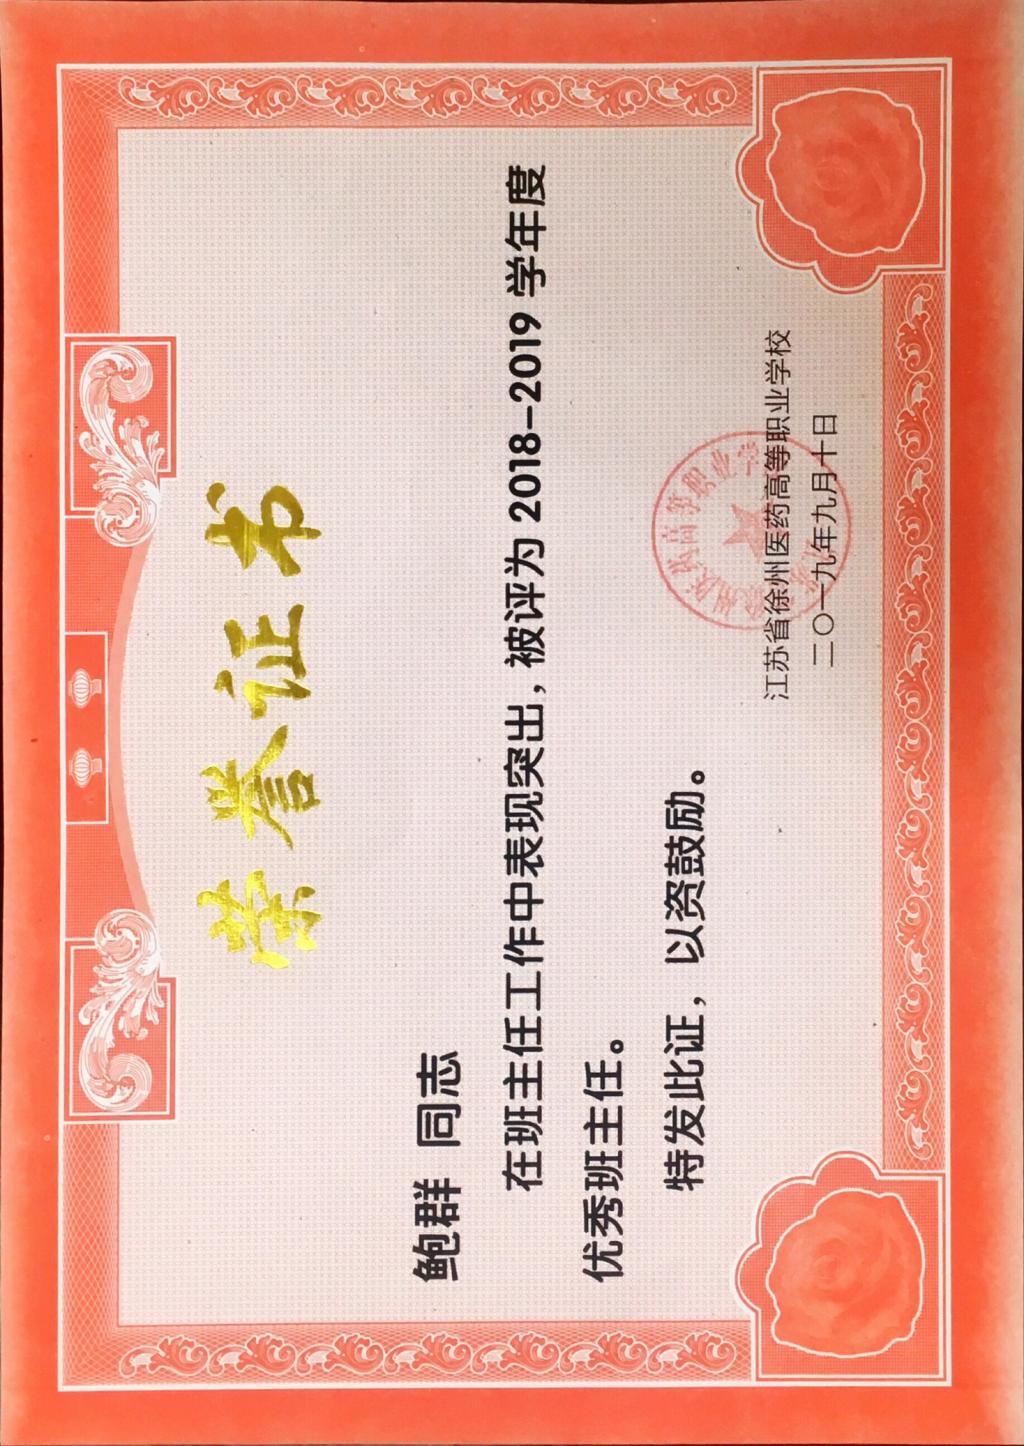 荣誉证书
鲍群 同志
在班主任工作中表现突出，被评为 2018-2019 学年度
优秀班主任。
特发此证，以资鼓励。
江苏省徐州医药高等职业学校
二〇一九年九月十日